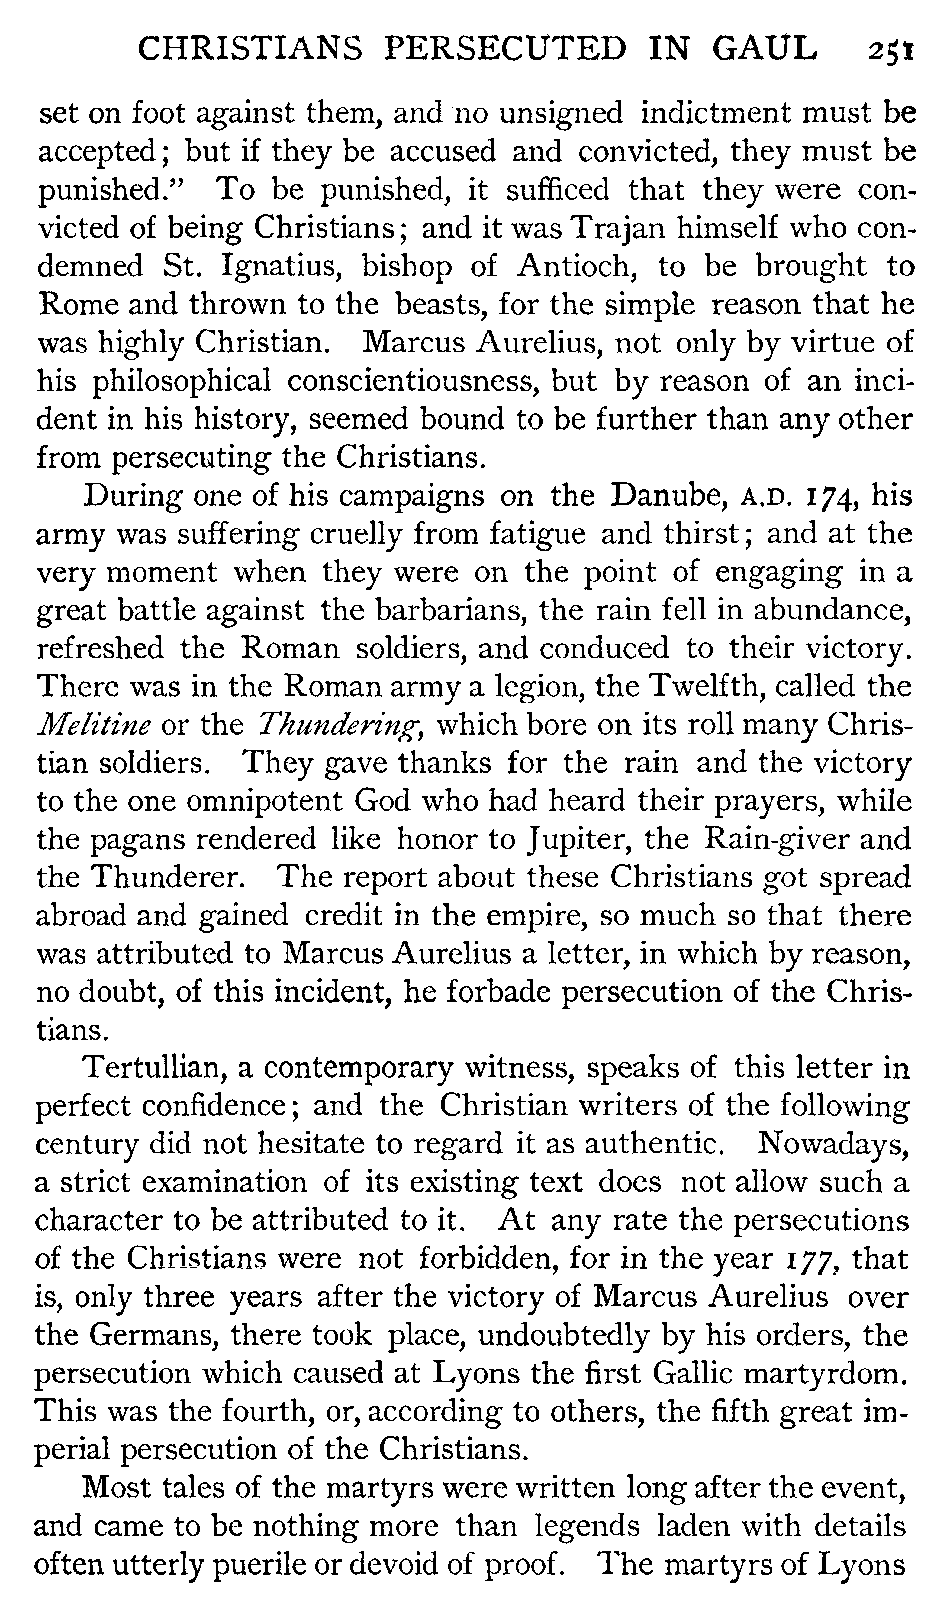 CHRISTIANS PERSECUTED IN GAUL 251
set on foot against them, and no unsigned indictment must be
accepted; but if they be accused and convicted, they must be
punished.” To be punished, it sufficed that they were con-
victed of being Christians; and it was Trajan himself who con-
demned St. Ignatius, bishop of Antioch, to be brought to
Rome and thrown to the beasts, for the simple reason that he
was highly Christian. Marcus Aurelius, not only by virtue of
his philosophical conscientiousness, but by reason of an inci-
dent in his history, seemed bound to be further than any other
from persecuting the Christians.
During one of his campaigns on the Danube, A.D. 174, his
army was suffering cruelly from fatigue and thirst; and at the
very moment when they were on the point of engaging in a
great battle against the barbarians, the rain fell in abundance,
refreshed the Roman soldiers, and conduced to their victory.
There was in the Roman army a legion, the Twelfth, called the
Melitine or the Thundering, which bore on its roll many Chris-
tian soldiers. They gave thanks for the rain and the victory
to the one omnipotent God who had heard their prayers, while
the pagans rendered like honor to Jupiter, the Rain-giver and
the Thunderer. The report about these Christians got spread
abroad and gained credit in the empire, so much so that there
was attributed to Marcus Aurelius a letter, in which by reason,
no doubt, of this incident, he forbade persecution of the Chris-
tians.
Tertullian, a contemporary witness, speaks of this letter in
perfect confidence; and the Christian writers of the following
century did not hesitate to regard it as authentic. Nowadays,
a strict examination of its existing text does not allow such a
character to be attributed to it. At any rate the persecutions
of the Christians were not forbidden, for in the year 177, that
is, only three years after the victory of Marcus Aurelius over
the Germans, there took place, undoubtedly by his orders, the
persecution which caused at Lyons the first Gallic martyrdom.
This was the fourth, or, according to others, the fifth great im-
perial persecution of the Christians.
Most tales of the martyrs were written long after the event,
and came to be nothing more than legends laden with details
often utterly puerile or devoid of proof. The martyrs of Lyons